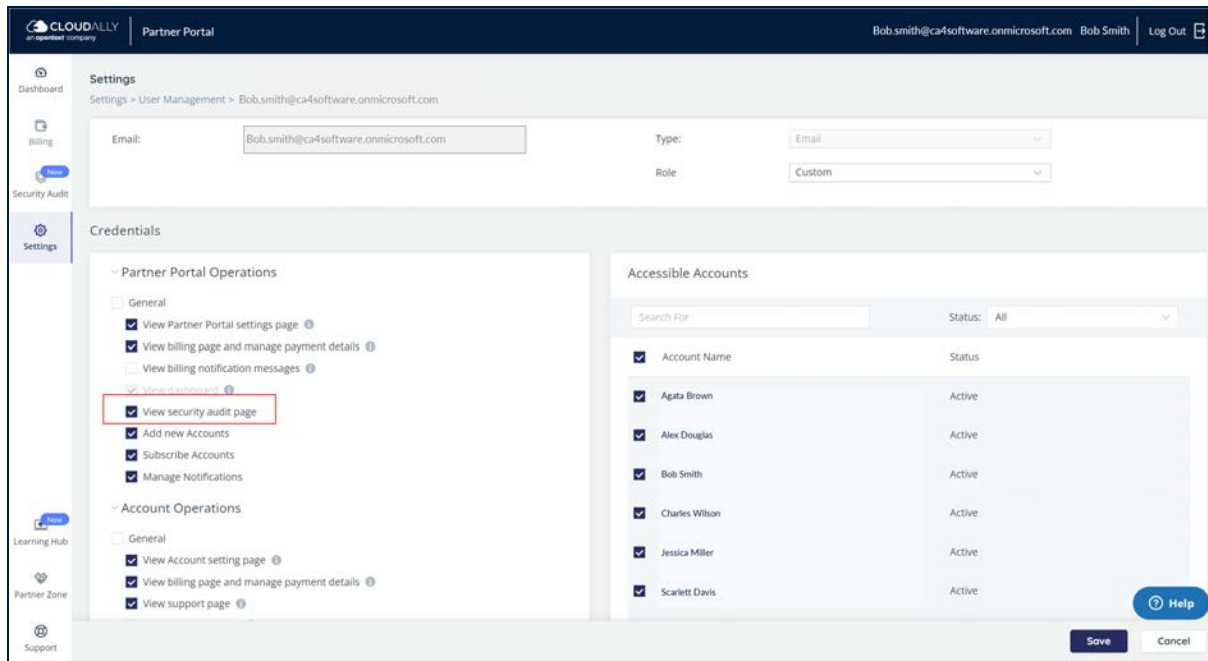 CLOUDALLY
an opentext company
Partner Portal
Bob.smith@ca4software.onmicrosoft.com Bob Smith
Log Out
Dashboard
Billing
New
Security Audit
Settings
Learning Hub
New
Partner Zone
Support
Settings
Settings > User Management > Bob.smith@ca4software.onmicrosoft.com
Email:
Bob.smith@ca4software.onmicrosoft.com
Type:
Email
Role
Custom
Credentials
Partner Portal Operations
General
View Partner Portal settings page
View billing page and manage payment details
View billing notification messages
View dashboard
View security audit page
Add new Accounts
Subscribe Accounts
Manage Notifications
Account Operations
General
View Account setting page
View billing page and manage payment details
View support page
Accessible Accounts
Search For
Status: All
Account Name Status
Agata Brown Active
Alex Douglas Active
Bob Smith Active
Charles Wilson Active
Jessica Miller Active
Scarlett Davis Active
Help
Save
Cancel